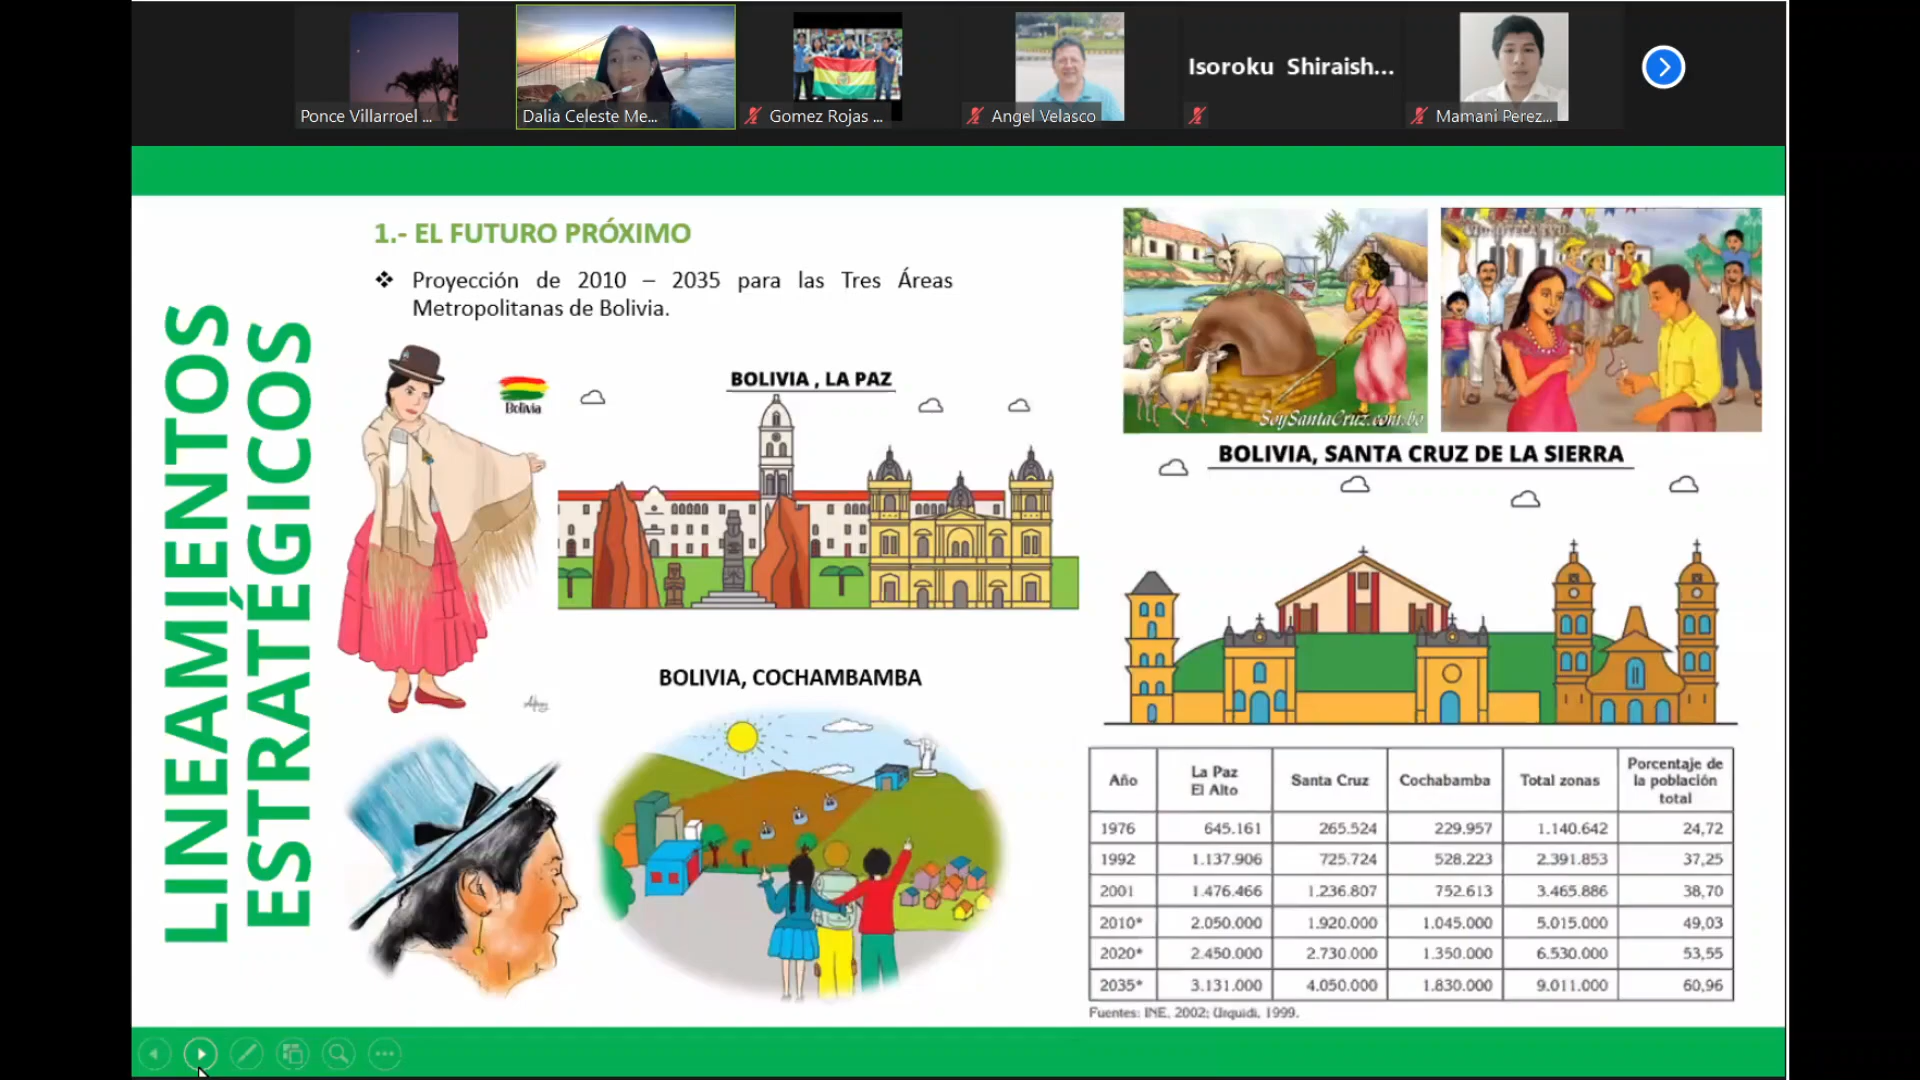 Ponce Villarroel ...
Dalia Celeste Me...
Gomez Rojas ...
Angel Velasco
Isoroku Shiraish...
Mamani Perez...
LINEAMÍENTOS
ESTRATÉGICOS
1.- EL FUTURO PRÓXIMO
❖ Proyección de 2010 – 2035 para las Tres Áreas
Metropolitanas de Bolivia.
Bolivia
BOLIVIA , LA PAZ
BOLIVIA, COCHAMBAMBA
SoySantaCruz.com.bo
BOLIVIA, SANTA CRUZ DE LA SIERRA
Año | La Paz El Alto | Santa Cruz | Cochabamba | Total zonas | Porcentaje de la población total
1976 | 645.161 | 265.524 | 229.957 | 1.140.642 | 24,72
1992 | 1.137.906 | 725.724 | 528.223 | 2.391.853 | 37,25
2001 | 1.476.466 | 1.236.807 | 752.613 | 3.465.886 | 38,70
2010* | 2.050.000 | 1.920.000 | 1.045.000 | 5.015.000 | 49,03
2020* | 2.450.000 | 2.730.000 | 1.350.000 | 6.530.000 | 53,55
2035* | 3.131.000 | 4.050.000 | 1.830.000 | 9.011.000 | 60,96
Fuentes: INE, 2002; Urquidi, 1999.